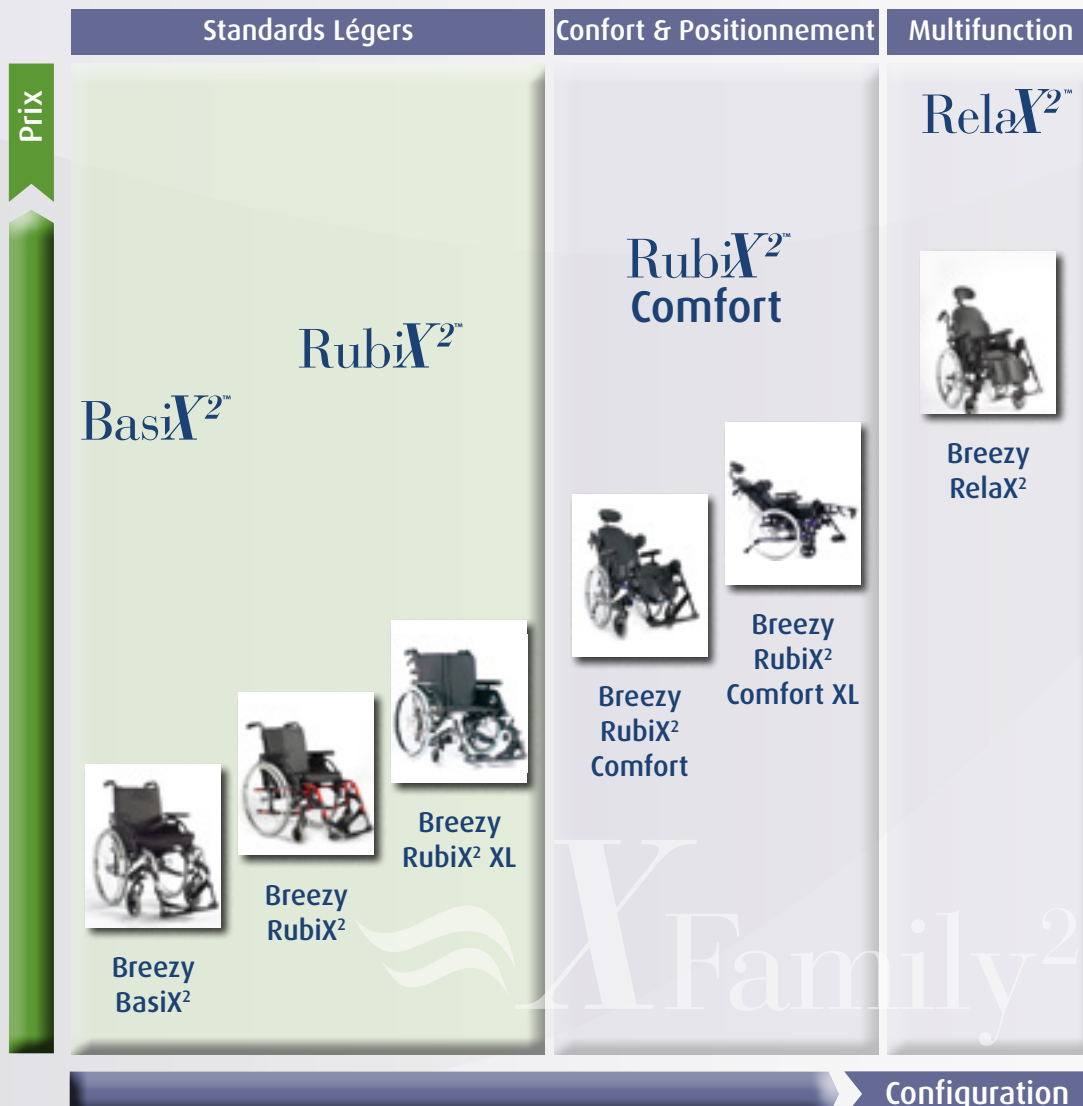 Standards Légers
Confort & Positionnement
Multifunction
Prix
BasiX²™
RubiX²™
RubiX²™
Comfort
RelaX²™
Breezy
BasiX²
Breezy
RubiX²
Breezy
RubiX² XL
Breezy
RubiX²
Comfort
Breezy
RubiX²
Comfort XL
Breezy
RelaX²
XFamily²
Configuration